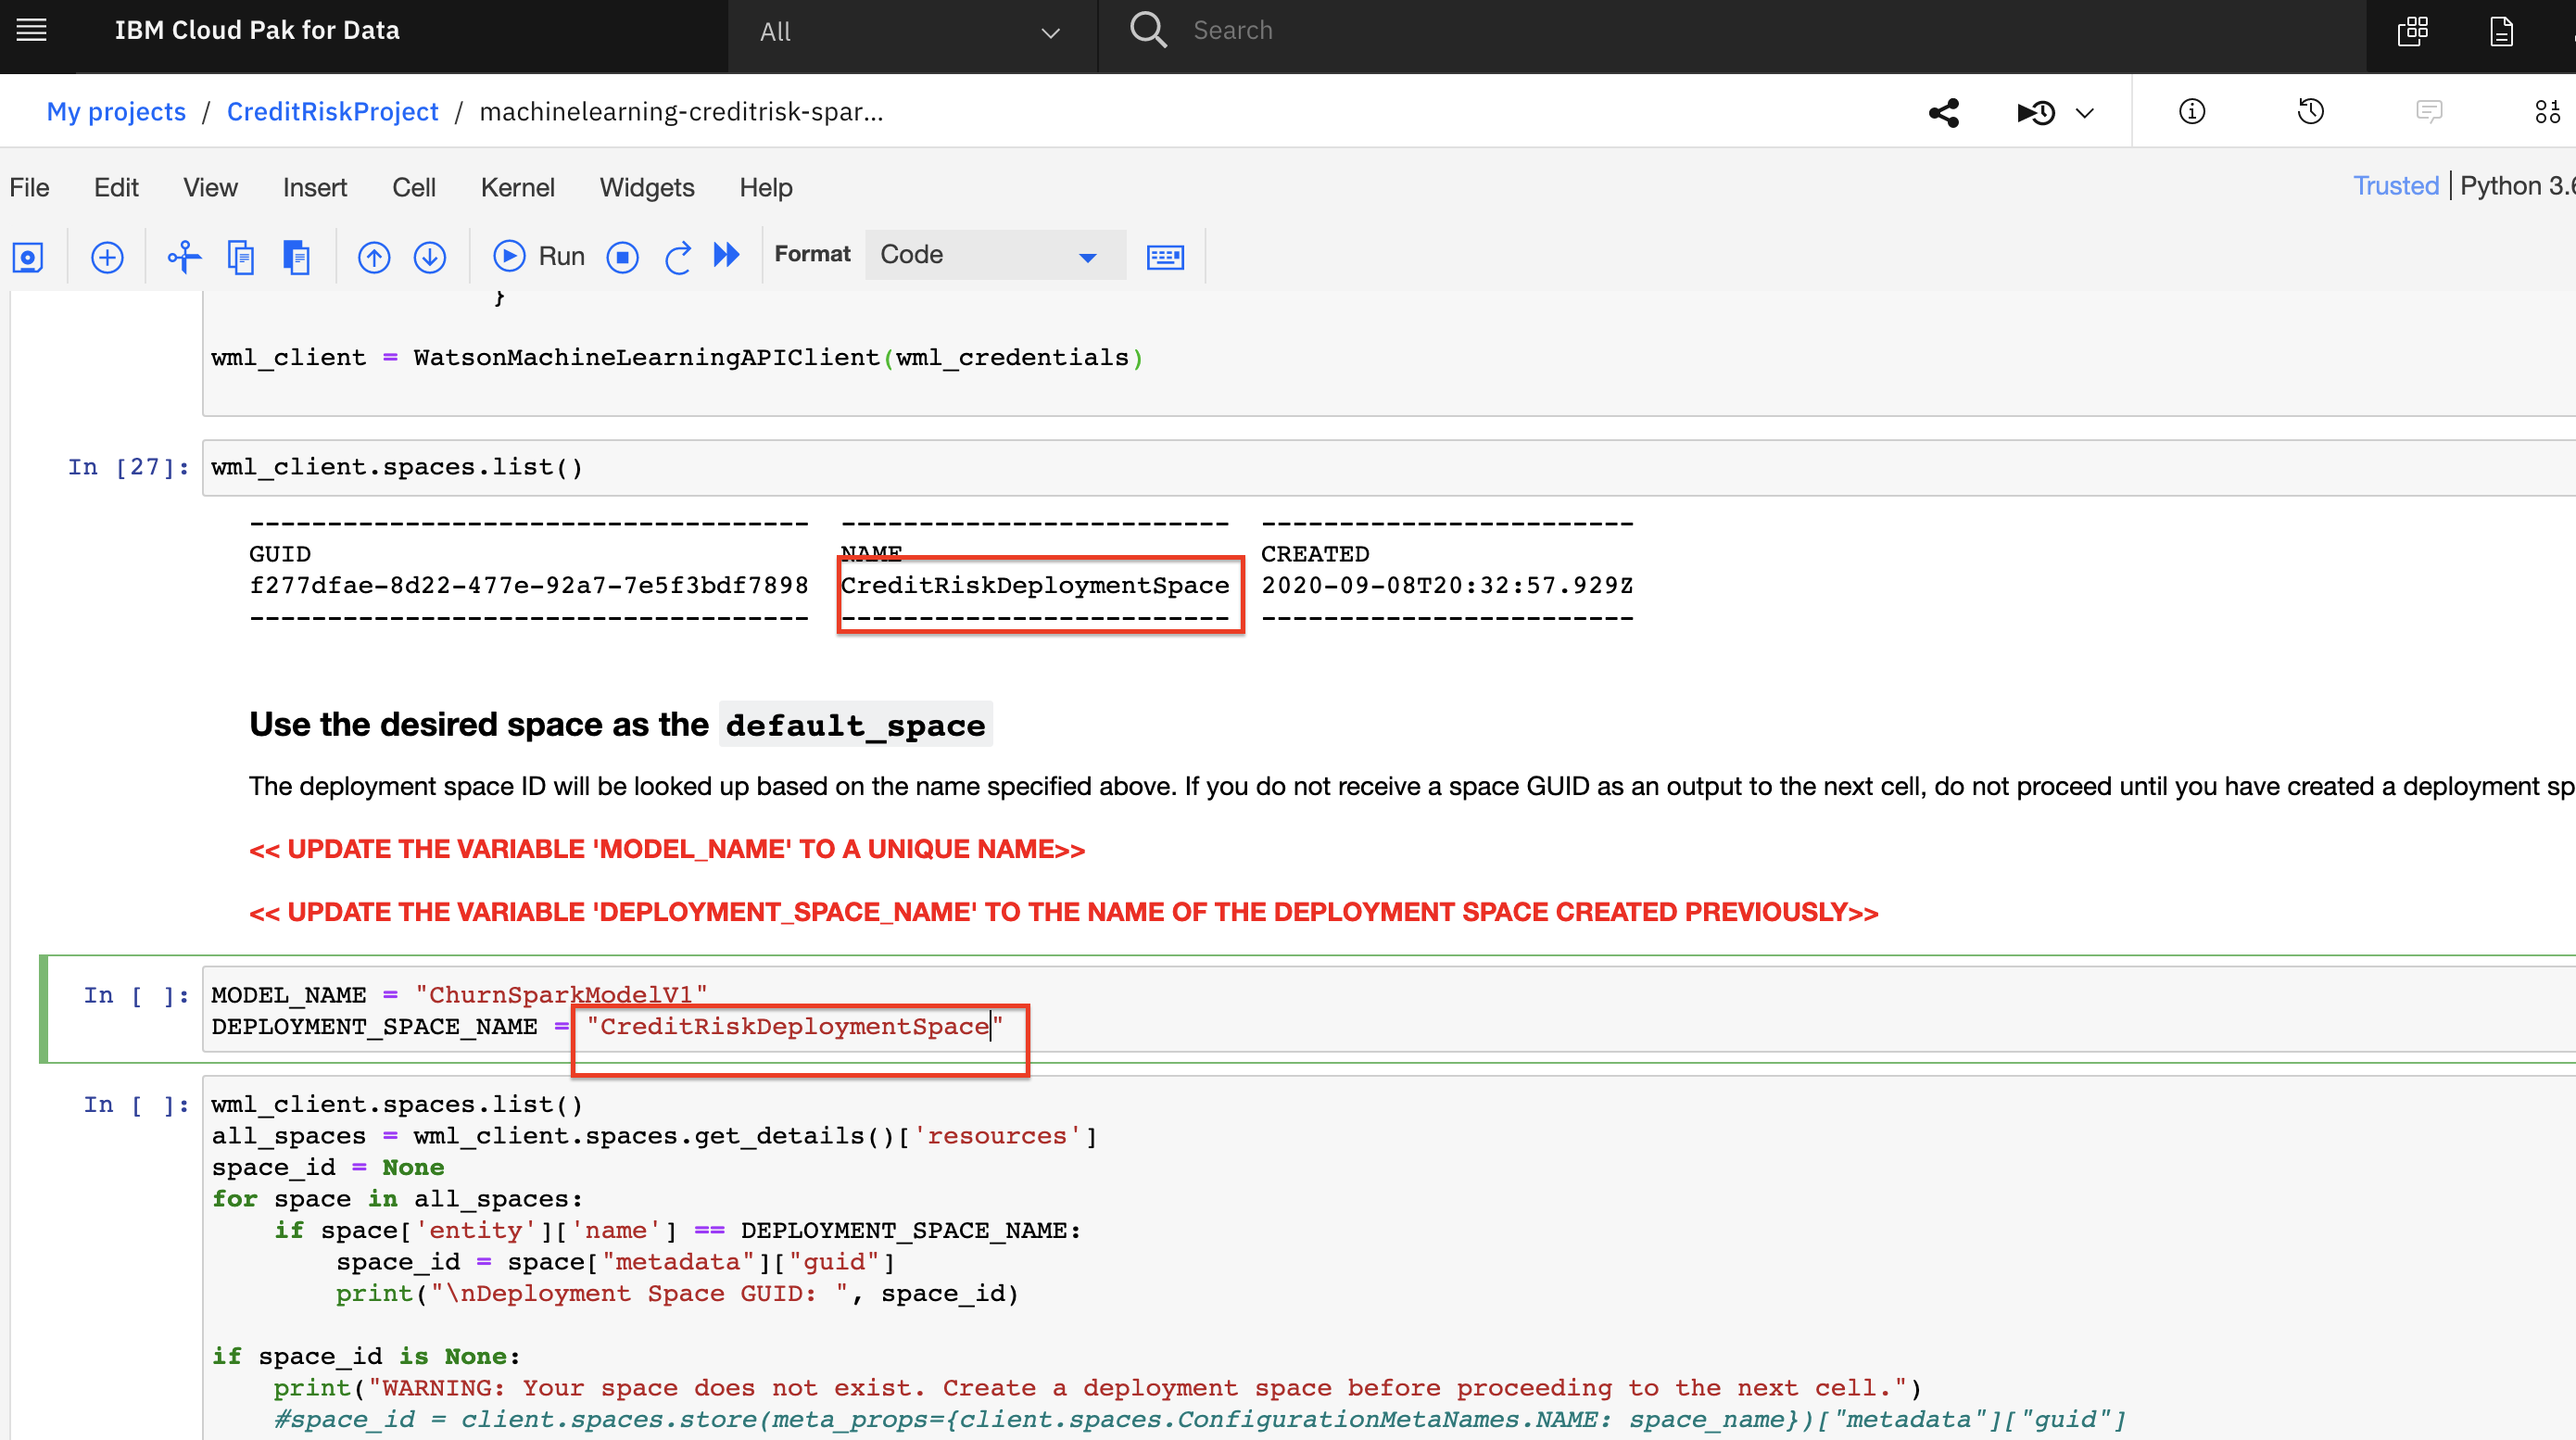 IBM Cloud Pak for Data All Search
My projects / CreditRiskProject / machinelearning-creditrisk-spar...
File Edit View Insert Cell Kernel Widgets Help Trusted | Python 3.6
Run Format Code
}
wml_client = WatsonMachineLearningAPIClient(wml_credentials)
In [27]: wml_client.spaces.list()
------------------------------------ ------------------------- ------------------------
GUID NAME CREATED
f277dfae-8d22-477e-92a7-7e5f3bdf7898 CreditRiskDeploymentSpace 2020-09-08T20:32:57.929Z
------------------------------------ ------------------------- ------------------------
Use the desired space as the default_space
The deployment space ID will be looked up based on the name specified above. If you do not receive a space GUID as an output to the next cell, do not proceed until you have created a deployment sp
<< UPDATE THE VARIABLE 'MODEL_NAME' TO A UNIQUE NAME>>
<< UPDATE THE VARIABLE 'DEPLOYMENT_SPACE_NAME' TO THE NAME OF THE DEPLOYMENT SPACE CREATED PREVIOUSLY>>
In [ ]: MODEL_NAME = "ChurnSparkModelV1"
DEPLOYMENT_SPACE_NAME = "CreditRiskDeploymentSpace"
In [ ]: wml_client.spaces.list()
all_spaces = wml_client.spaces.get_details()['resources']
space_id = None
for space in all_spaces:
    if space['entity']['name'] == DEPLOYMENT_SPACE_NAME:
        space_id = space["metadata"]["guid"]
        print("\nDeployment Space GUID: ", space_id)
if space_id is None:
    print("WARNING: Your space does not exist. Create a deployment space before proceeding to the next cell.")
    #space_id = client.spaces.store(meta_props={client.spaces.ConfigurationMetaNames.NAME: space_name})["metadata"]["guid"]